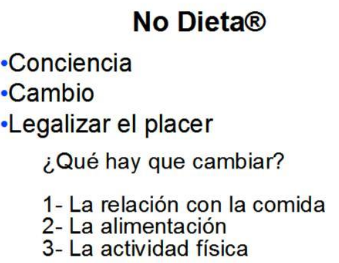 No Dieta®
•Conciencia
•Cambio
•Legalizar el placer
¿Qué hay que cambiar?
1- La relación con la comida
2- La alimentación
3- La actividad física